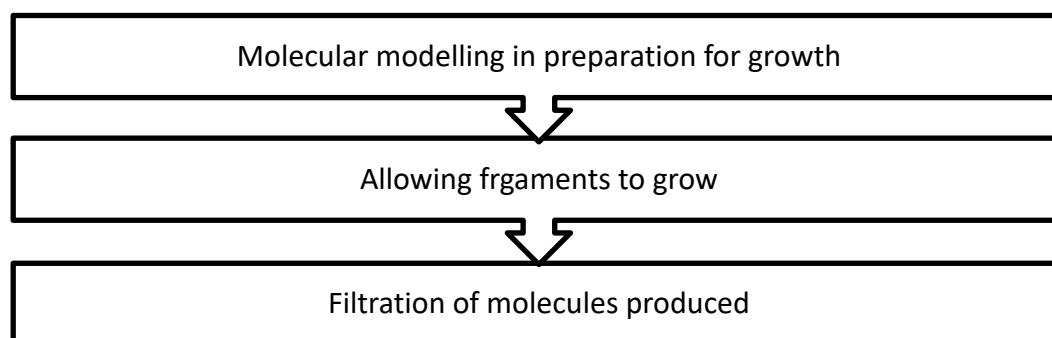 Molecular modelling in preparation for growth
Allowing frgaments to grow
Filtration of molecules produced